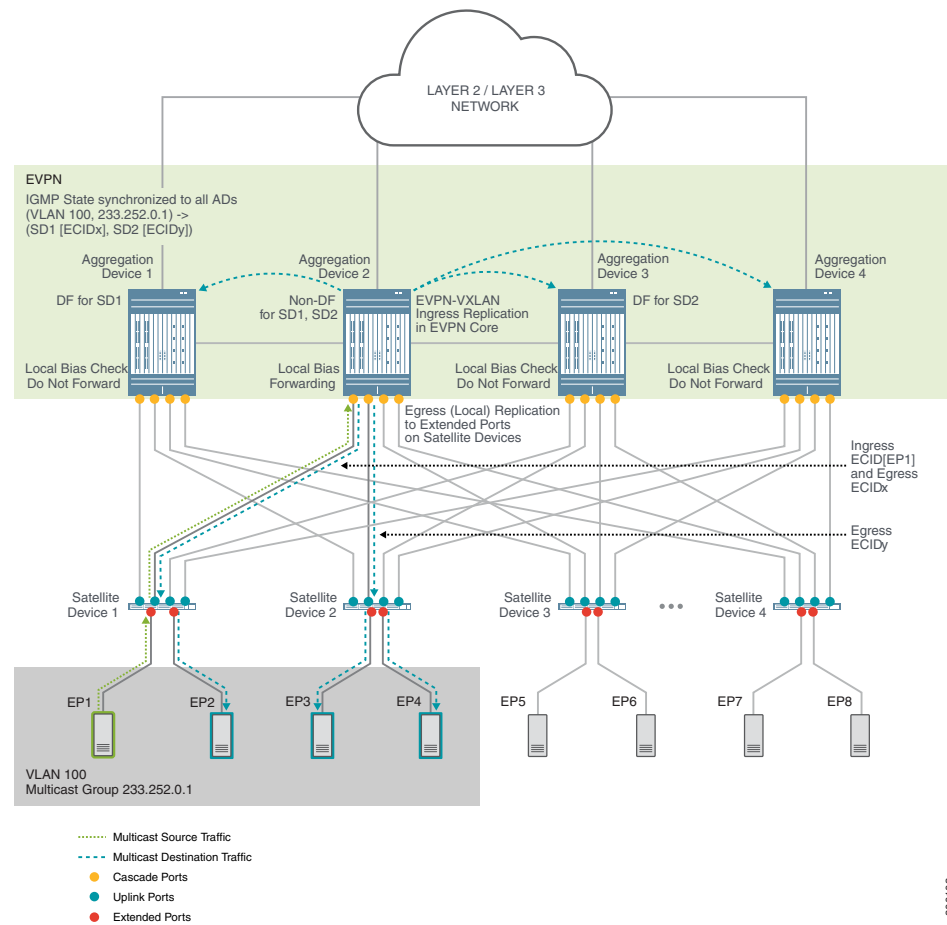 LAYER 2 / LAYER 3
NETWORK
EVPN
IGMP State synchronized to all ADs
(VLAN 100, 233.252.0.1) ->
(SD1 [ECIDx], SD2 [ECIDy])
Aggregation
Device 1
Aggregation
Device 2
Aggregation
Device 3
Aggregation
Device 4
DF for SD1
Non-DF
for SD1, SD2
EVPN-VXLAN
Ingress Replication
in EVPN Core
DF for SD2
Local Bias Check
Do Not Forward
Local Bias
Forwarding
Local Bias Check
Do Not Forward
Local Bias Check
Do Not Forward
Egress (Local) Replication
to Extended Ports
on Satellite Devices
Ingress
ECID[EP1]
and Egress
ECIDx
Egress
ECIDy
Satellite
Device 1
Satellite
Device 2
Satellite
Device 3
Satellite
Device 4
EP1
EP2
EP3
EP4
EP5
EP6
EP7
EP8
VLAN 100
Multicast Group 233.252.0.1
Multicast Source Traffic
Multicast Destination Traffic
Cascade Ports
Uplink Ports
Extended Ports